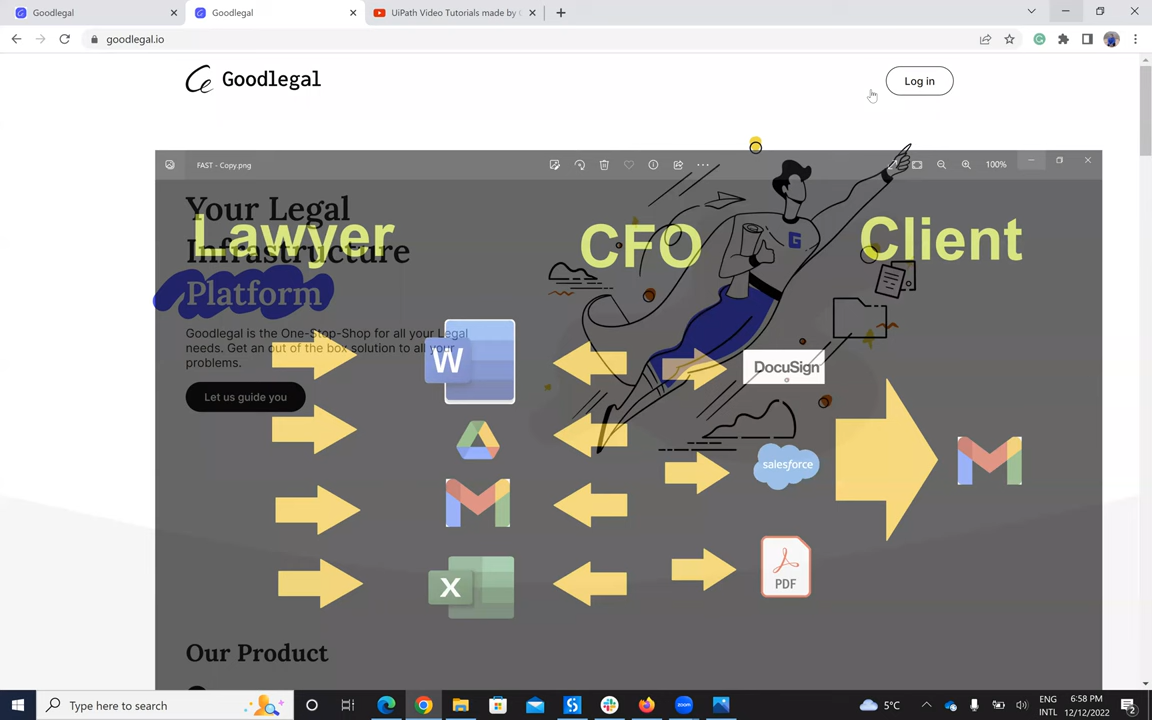 Goodlegal
Goodlegal
UiPath Video Tutorials made by C
goodlegal.io
Goodlegal
Log in
FAST - Copy.png
100%
Your Legal
Infrastructure
Platform
Lawyer
CFO
Client
G
Goodlegal is the One-Stop-Shop for all your Legal
needs. Get an out of the box solution to all your
problems.
Let us guide you
W
DocuSign
salesforce
X
PDF
Our Product
Type here to search
5°C
ENG
INTL
6:58 PM
12/12/2022
2